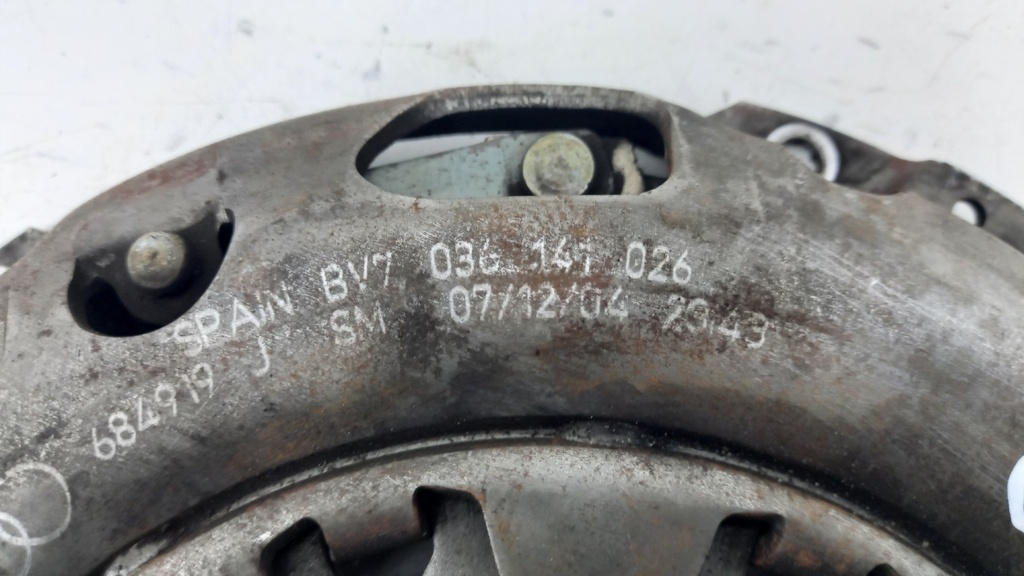 SPAIN BV7 036 141 026
684919 J SM 07/12/04 20:43